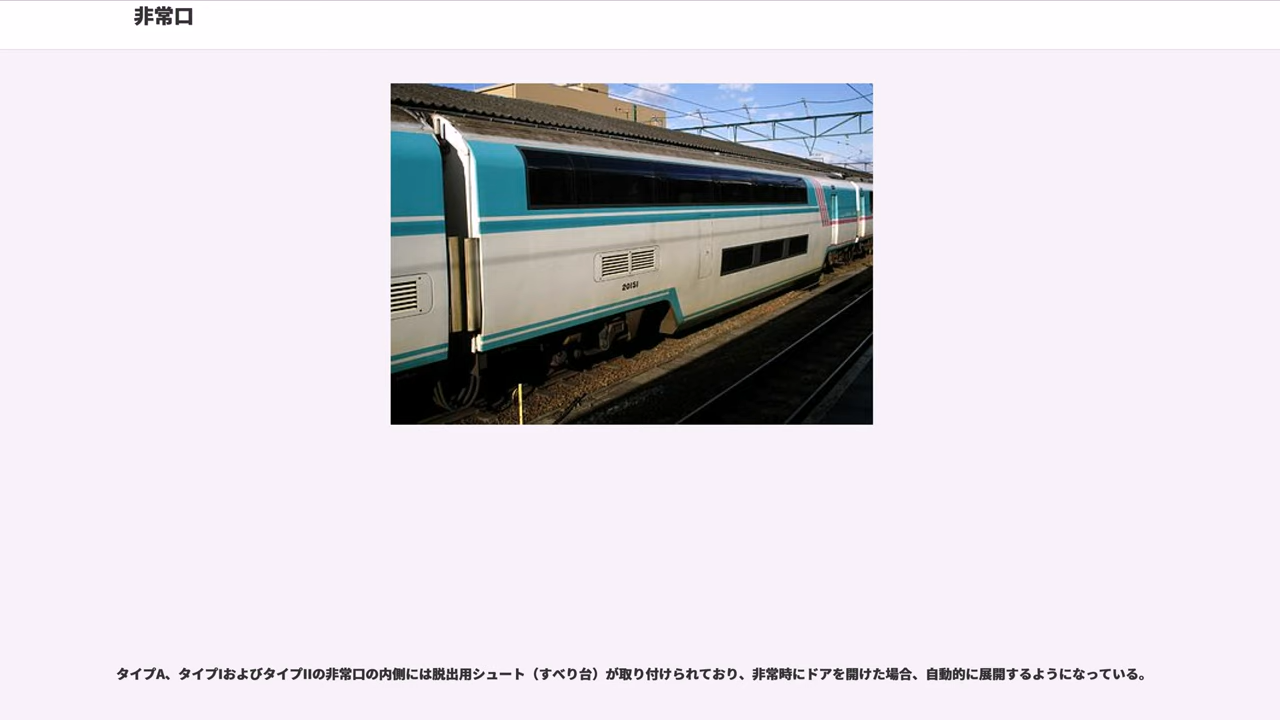 非常口
20151
タイプA、タイプIおよびタイプIIの非常口の内側には脱出用シュート（すべり台）が取り付けられており、非常時にドアを開けた場合、自動的に展開するようになっている。